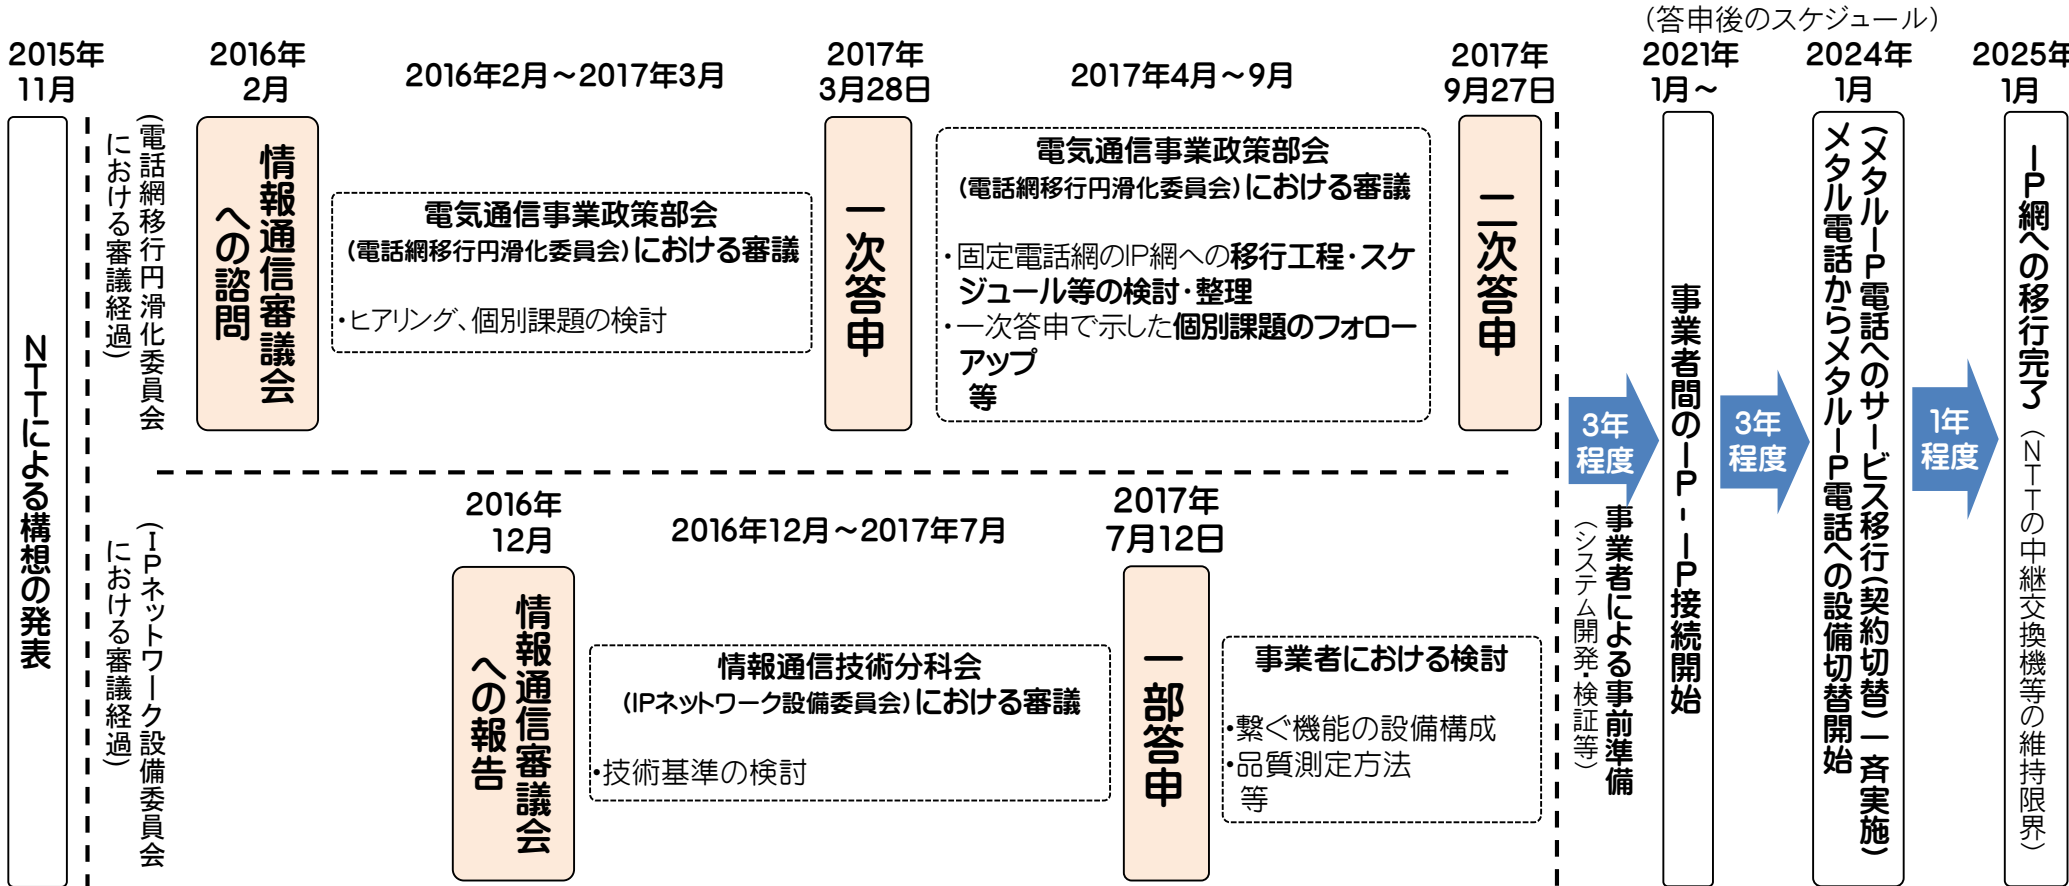 (答申後のスケジュール)
2015年
11月
2016年
2月
2016年2月～2017年3月
2017年
3月28日
2017年4月～9月
2017年
9月27日
2021年
1月～
2024年
1月
2025年
1月
NTTによる構想の発表
(電話網移行円滑化委員会
における審議経過)
情報通信審議会
への諮問
電気通信事業政策部会
(電話網移行円滑化委員会)における審議
・ヒアリング、個別課題の検討
一次答申
電気通信事業政策部会
(電話網移行円滑化委員会)における審議
・固定電話網のIP網への移行工程・スケ
ジュール等の検討・整理
・一次答申で示した個別課題のフォロー
アップ
等
二次答申
3年
程度
事業者による事前準備
(システム開発・検証等)
事業者間のIP-IP接続開始
3年
程度
(メタルIP電話へのサービス移行(契約切替)一斉実施)
メタル電話からメタルIP電話への設備切替開始
1年
程度
IP網への移行完了(NTTの中継交換機等の維持限界)
(IPネットワーク設備委員会
における審議経過)
2016年
12月
2016年12月～2017年7月
2017年
7月12日
情報通信審議会
への報告
情報通信技術分科会
(IPネットワーク設備委員会)における審議
・技術基準の検討
一部答申
事業者における検討
・繋ぐ機能の設備構成
・品質測定方法
等